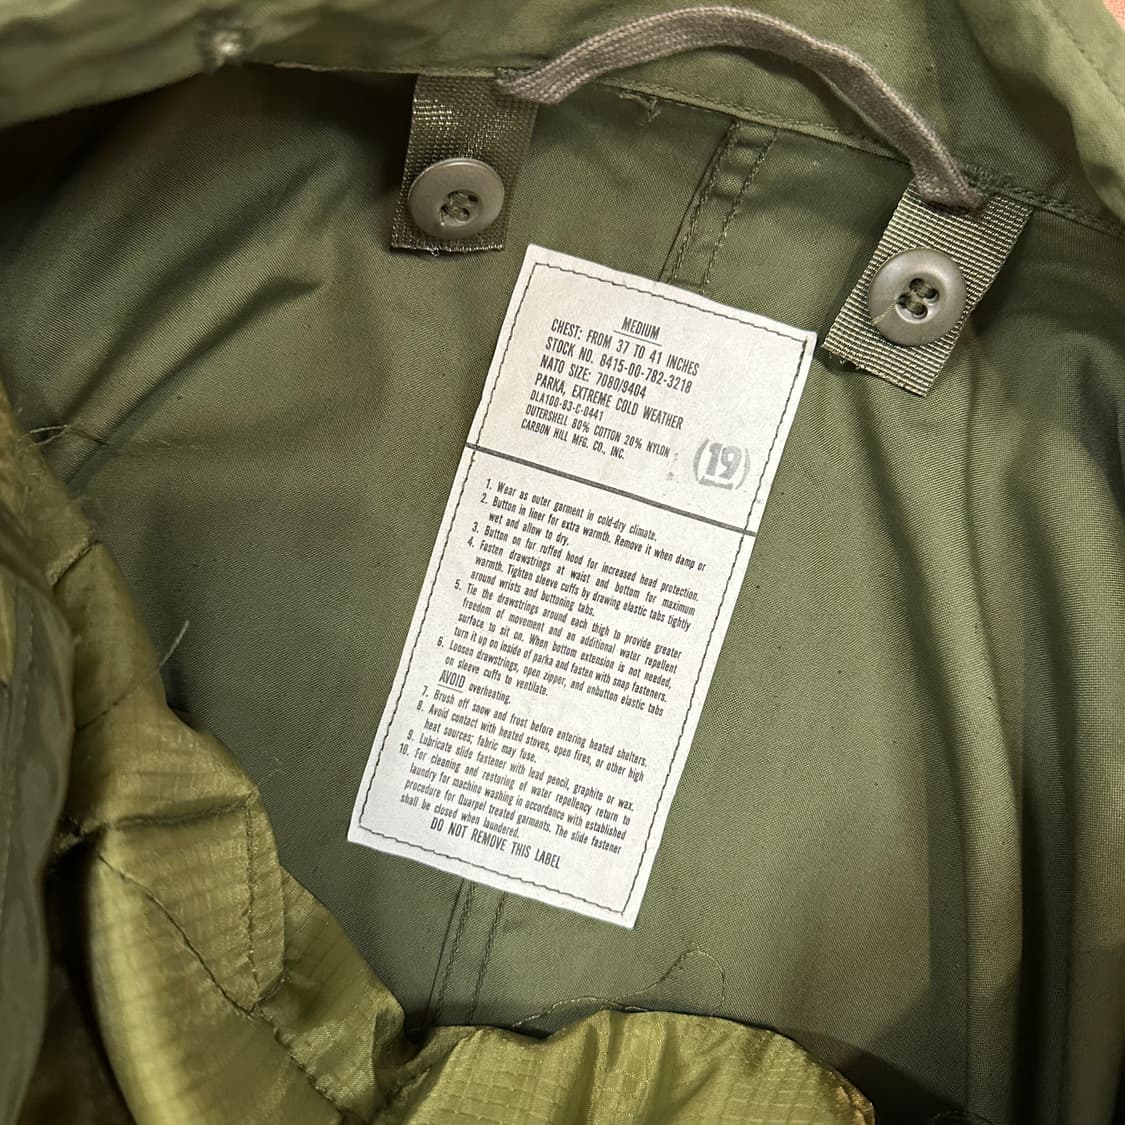 MEDIUM
CHEST: FROM 37 TO 41 INCHES
STOCK NO. 8415-00-782-3218
NATO SIZE: 7080/9404
PARKA, EXTREME COLD WEATHER
DLA100-83-C-0441
OUTERSHELL 80% COTTON 20% NYLON
CARBON HILL MFG. CO., INC.
(19)
1. Wear as outer garment in cold-dry climate.
2. Button in liner for extra warmth. Remove it when damp or
wet and allow to dry.
3. Button on fur ruffed hood for increased head protection.
4. Fasten drawstrings at waist and bottom for maximum
warmth. Tighten sleeve cuffs by drawing elastic tabs tightly
around wrists and buttoning tabs.
5. Tie the drawstrings around each thigh to provide greater
freedom of movement and an additional water repellent
surface to sit on. When bottom extension is not needed,
turn it up on inside of parka and fasten with snap fasteners.
6. Loosen drawstrings, open zipper, and unbutton elastic tabs
on sleeve cuffs to ventilate.
AVOID overheating.
7. Brush off snow and frost before entering heated shelters.
8. Avoid contact with heated stoves, open fires, or other high
heat sources; fabric may fuse.
9. Lubricate slide fastener with lead pencil, graphite or wax.
10. For cleaning and restoring of water repellency return to
laundry for machine washing in accordance with established
procedure for Quarpel treated garments. The slide fastener
shall be closed when laundered.
DO NOT REMOVE THIS LABEL